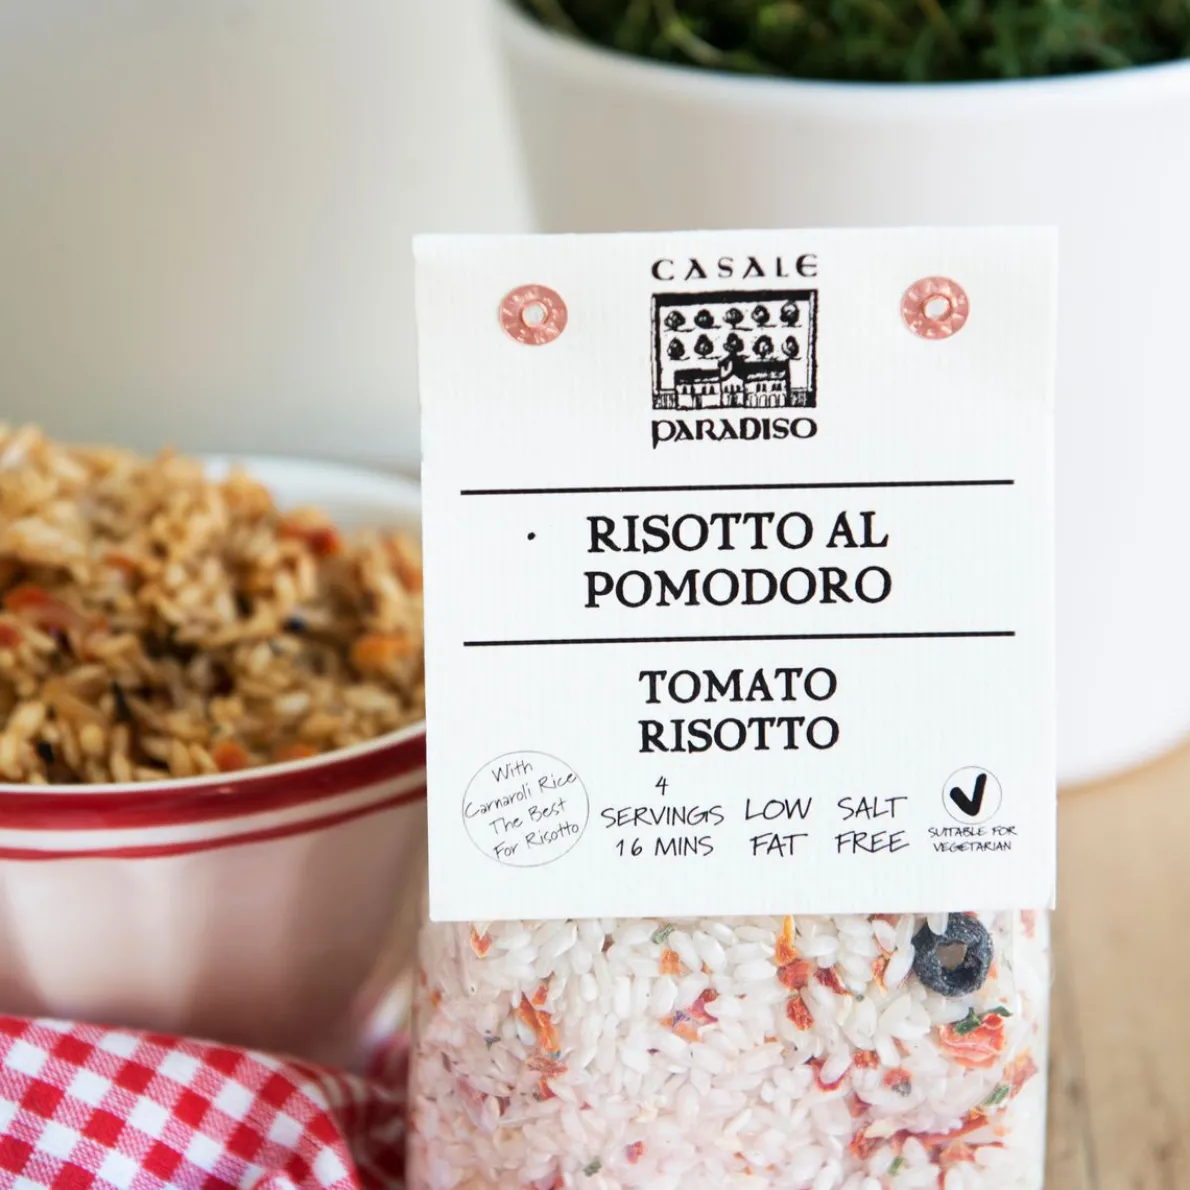 CASALE
PARADISO
RISOTTO AL
POMODORO
TOMATO
RISOTTO
With
Carnaroli Rice
The Best
For Risotto
4
SERVINGS
16 MINS
LOW
FAT
SALT
FREE
SUITABLE FOR
VEGETARIAN